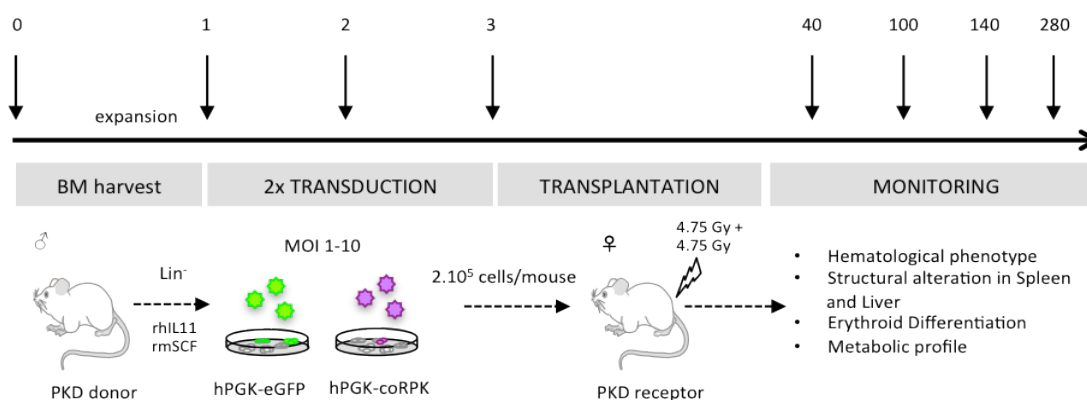 0 1 2 3 40 100 140 280
expansion
BM harvest 2x TRANSDUCTION TRANSPLANTATION MONITORING
♂
Lin-
rhIL11
rmSCF
PKD donor
MOI 1-10
hPGK-eGFP hPGK-coRPK
2.10⁵ cells/mouse
♀
4.75 Gy +
4.75 Gy
PKD receptor
• Hematological phenotype
• Structural alteration in Spleen
and Liver
• Erythroid Differentiation
• Metabolic profile